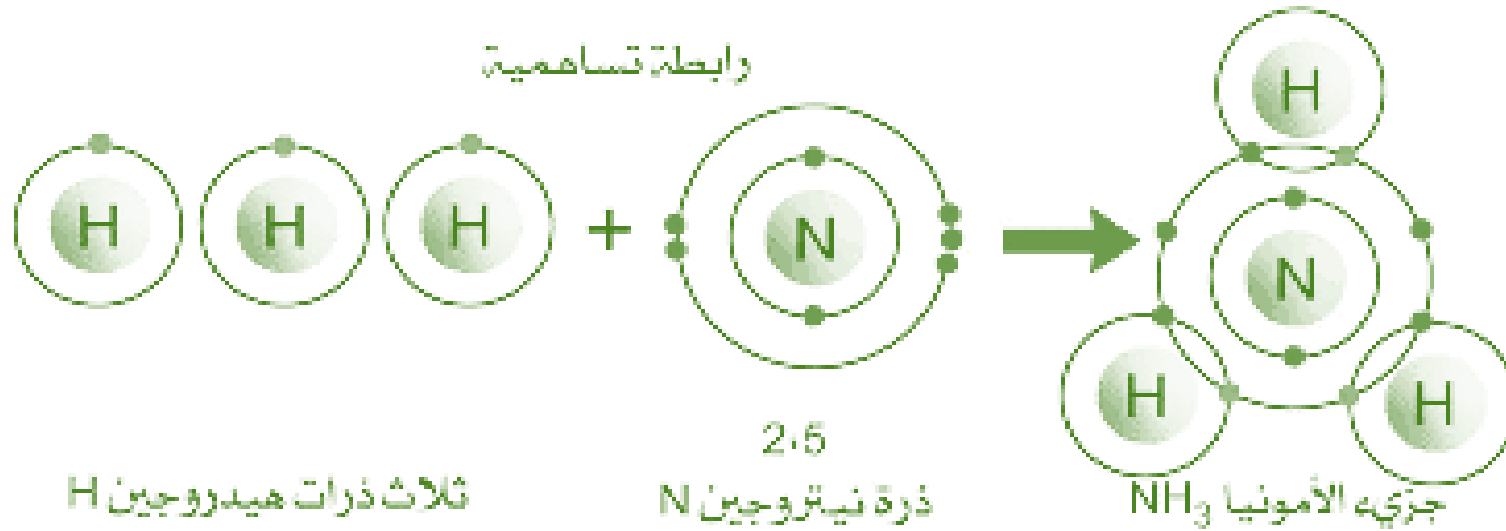 رابطة تساهمية
H
H H H + N N
H H
2،5
ثلاث ذرات هيدروجين H
ذرة نيتروجين N
جزيء الأمونيا NH₃